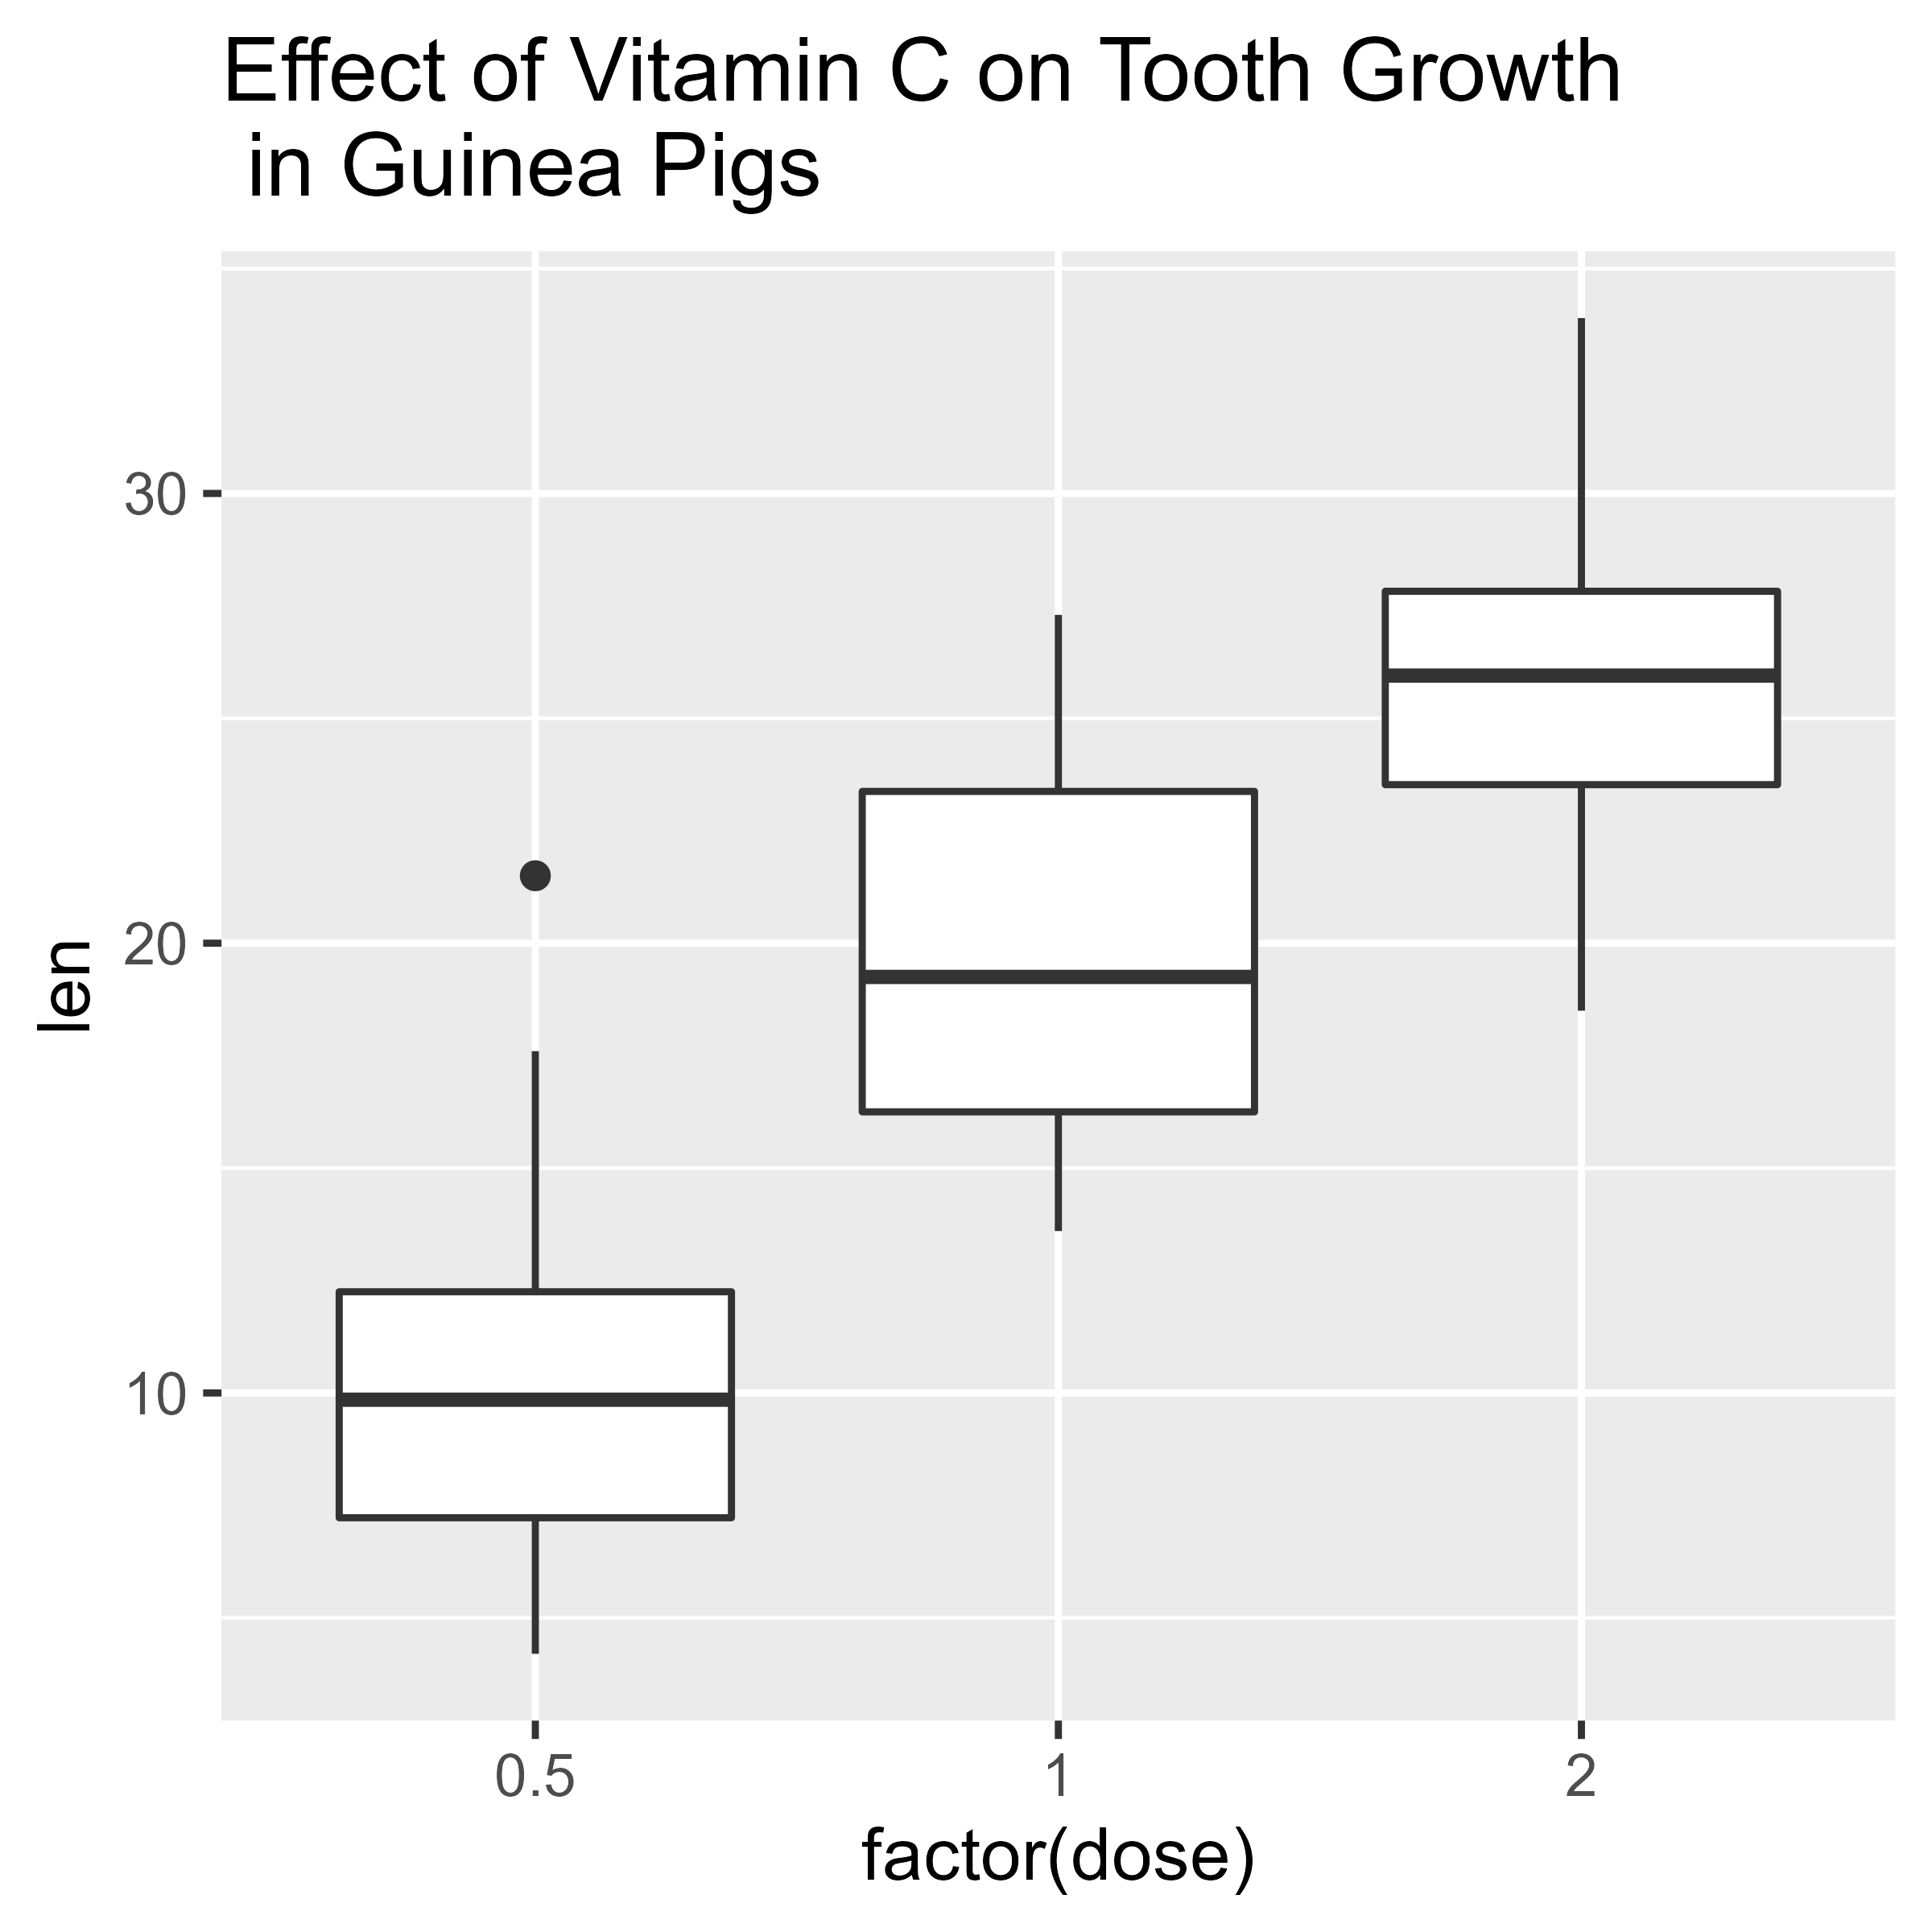 Effect of Vitamin C on Tooth Growth
in Guinea Pigs
30
20
10
len
0.5 1 2
factor(dose)